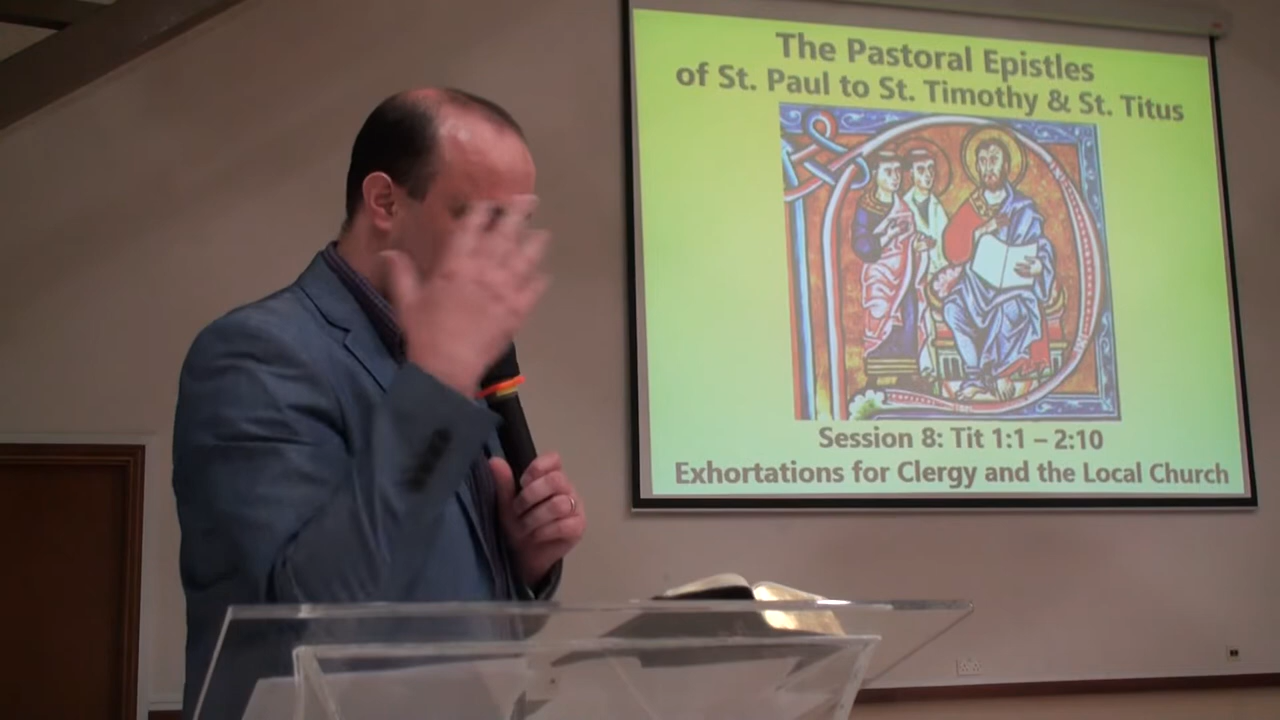 The Pastoral Epistles
of St. Paul to St. Timothy & St. Titus
Session 8: Tit 1:1 – 2:10
Exhortations for Clergy and the Local Church